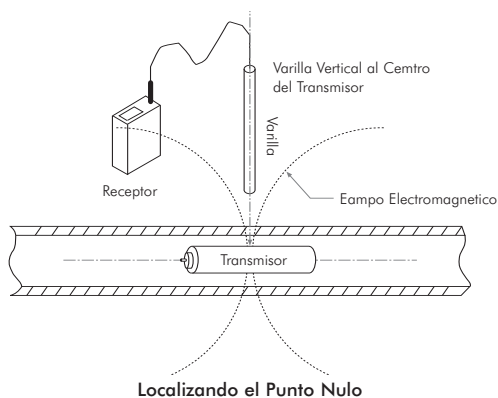 Varilla Vertical al Cemtro
del Transmisor
Varilla
Receptor
Eampo Electromagnetico
Transmisor
Localizando el Punto Nulo